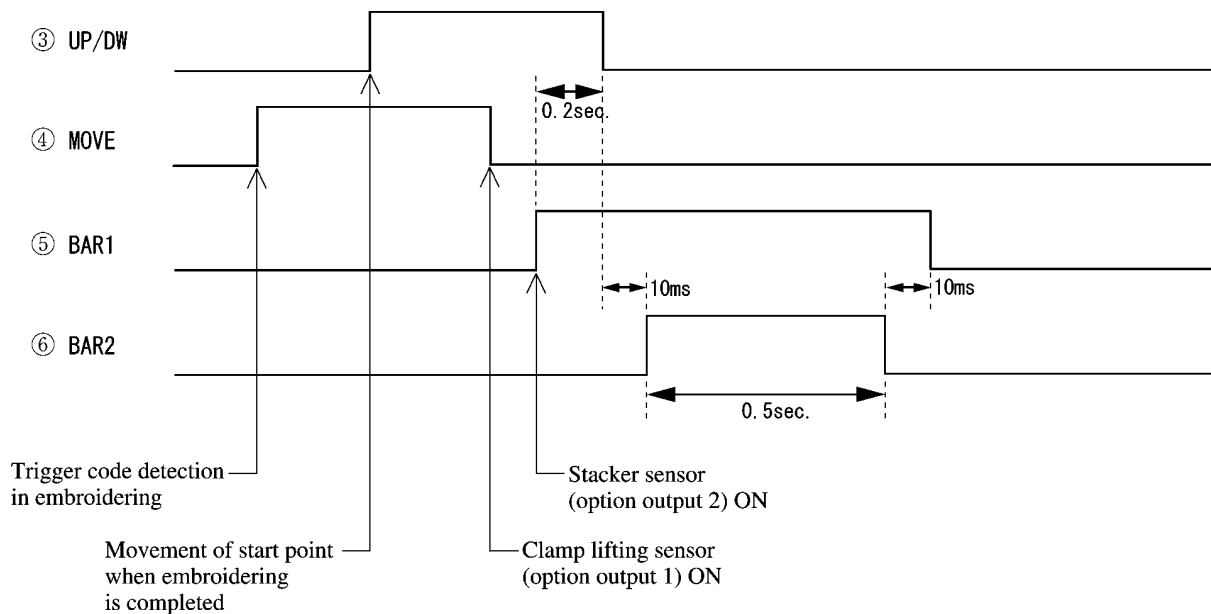 ③ UP/DW
0.2sec.
④ MOVE
⑤ BAR1
10ms
10ms
⑥ BAR2
0.5sec.
Trigger code detection
in embroidering
Stacker sensor
(option output 2) ON
Movement of start point
when embroidering
is completed
Clamp lifting sensor
(option output 1) ON